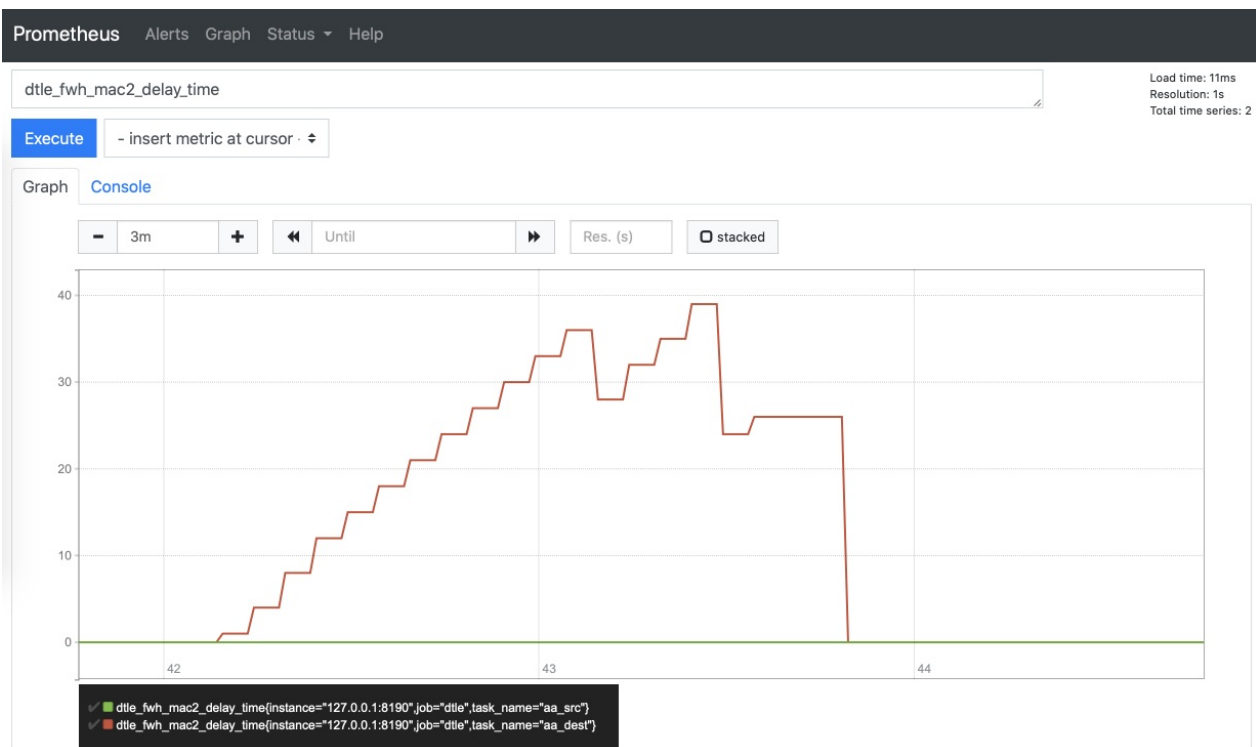 Prometheus Alerts Graph Status Help
dtle_fwh_mac2_delay_time
Load time: 11ms
Resolution: 1s
Total time series: 2
Execute - insert metric at cursor -
Graph Console
- 3m + Until Res. (s) stacked
40
30
20
10
0
42 43 44
dtle_fwh_mac2_delay_time{instance="127.0.0.1:8190",job="dtle",task_name="aa_src"}
dtle_fwh_mac2_delay_time{instance="127.0.0.1:8190",job="dtle",task_name="aa_dest"}